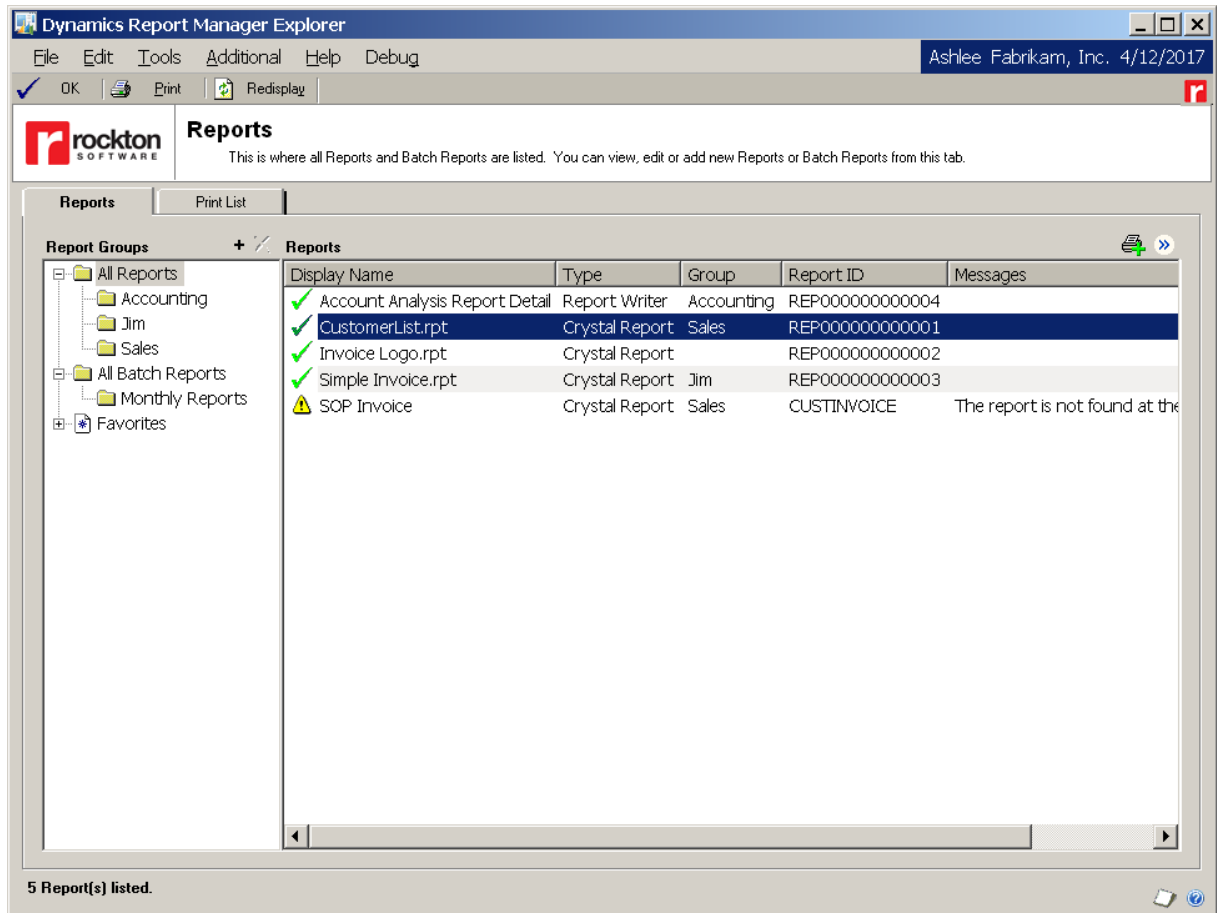 Dynamics Report Manager Explorer
File Edit Tools Additional Help Debug Ashlee Fabrikam, Inc. 4/12/2017
OK Print Redisplay
rockton
SOFTWARE
Reports
This is where all Reports and Batch Reports are listed. You can view, edit or add new Reports or Batch Reports from this tab.
Reports Print List
Report Groups
All Reports
Accounting
Jim
Sales
All Batch Reports
Monthly Reports
Favorites
Reports
Display Name Type Group Report ID Messages
Account Analysis Report Detail Report Writer Accounting REP000000000004
CustomerList.rpt Crystal Report Sales REP000000000001
Invoice Logo.rpt Crystal Report REP000000000002
Simple Invoice.rpt Crystal Report Jim REP000000000003
SOP Invoice Crystal Report Sales CUSTINVOICE The report is not found at the
5 Report(s) listed.